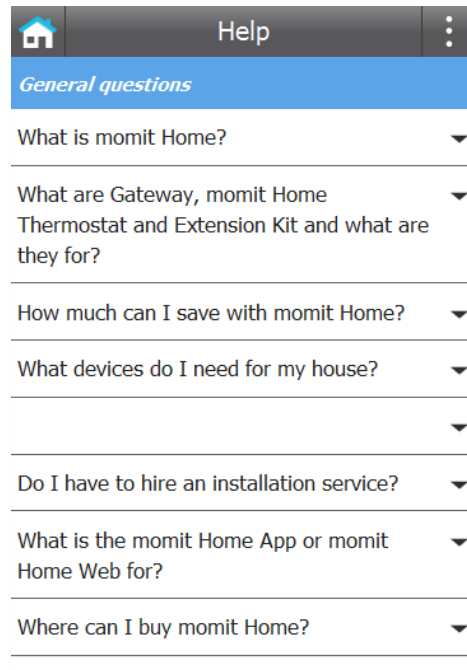 Help
General questions
What is momit Home?
What are Gateway, momit Home
Thermostat and Extension Kit and what are
they for?
How much can I save with momit Home?
What devices do I need for my house?
Do I have to hire an installation service?
What is the momit Home App or momit
Home Web for?
Where can I buy momit Home?